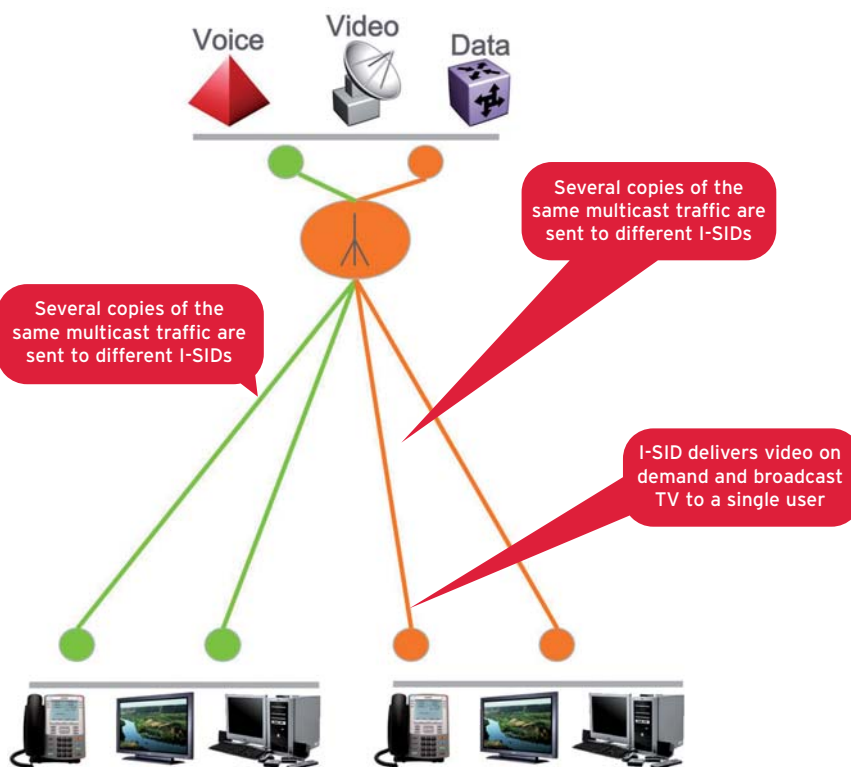 Voice
Video
Data
Several copies of the
same multicast traffic are
sent to different I-SIDs
Several copies of the
same multicast traffic are
sent to different I-SIDs
I-SID delivers video on
demand and broadcast
TV to a single user